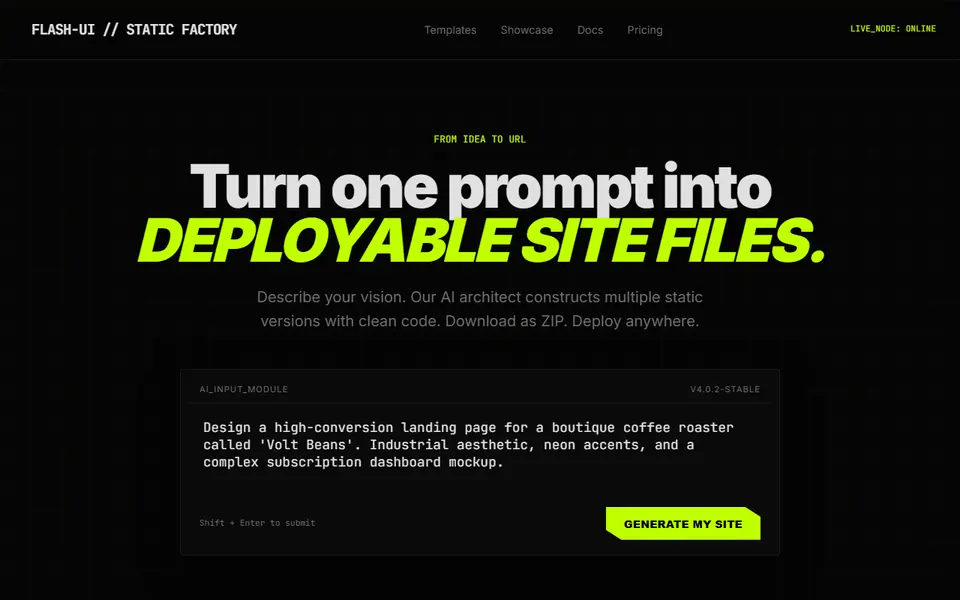 FLASH-UI // STATIC FACTORY
Templates
Showcase
Docs
Pricing
LIVE_NODE: ONLINE
FROM IDEA TO URL
Turn one prompt into
DEPLOYABLE SITE FILES.
Describe your vision. Our AI architect constructs multiple static
versions with clean code. Download as ZIP. Deploy anywhere.
AI_INPUT_MODULE
V4.0.2-STABLE
Design a high-conversion landing page for a boutique coffee roaster
called 'Volt Beans'. Industrial aesthetic, neon accents, and a
complex subscription dashboard mockup.
Shift + Enter to submit
GENERATE MY SITE